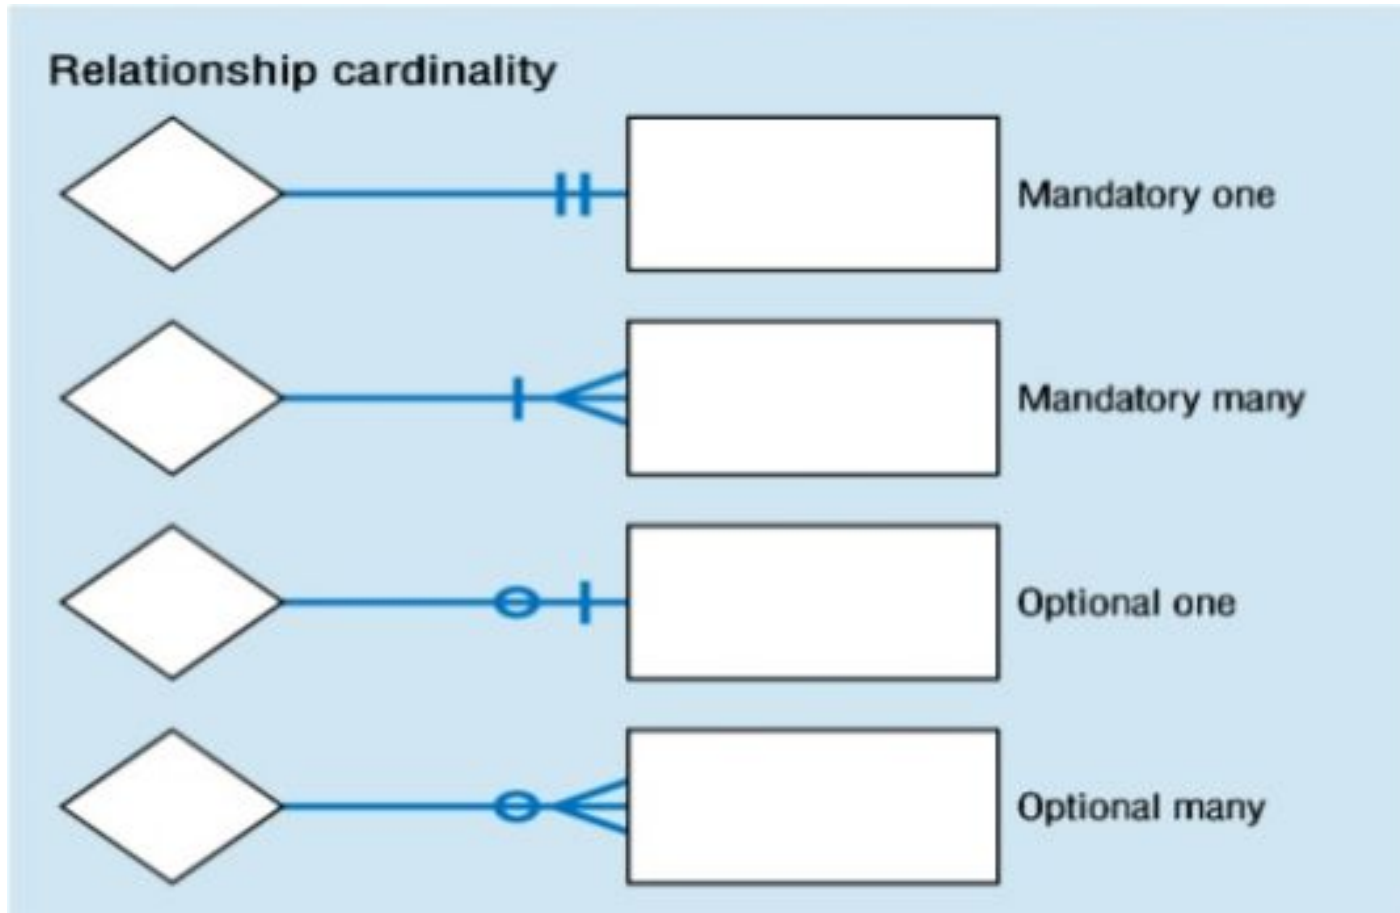 Relationship cardinality
Mandatory one
Mandatory many
Optional one
Optional many